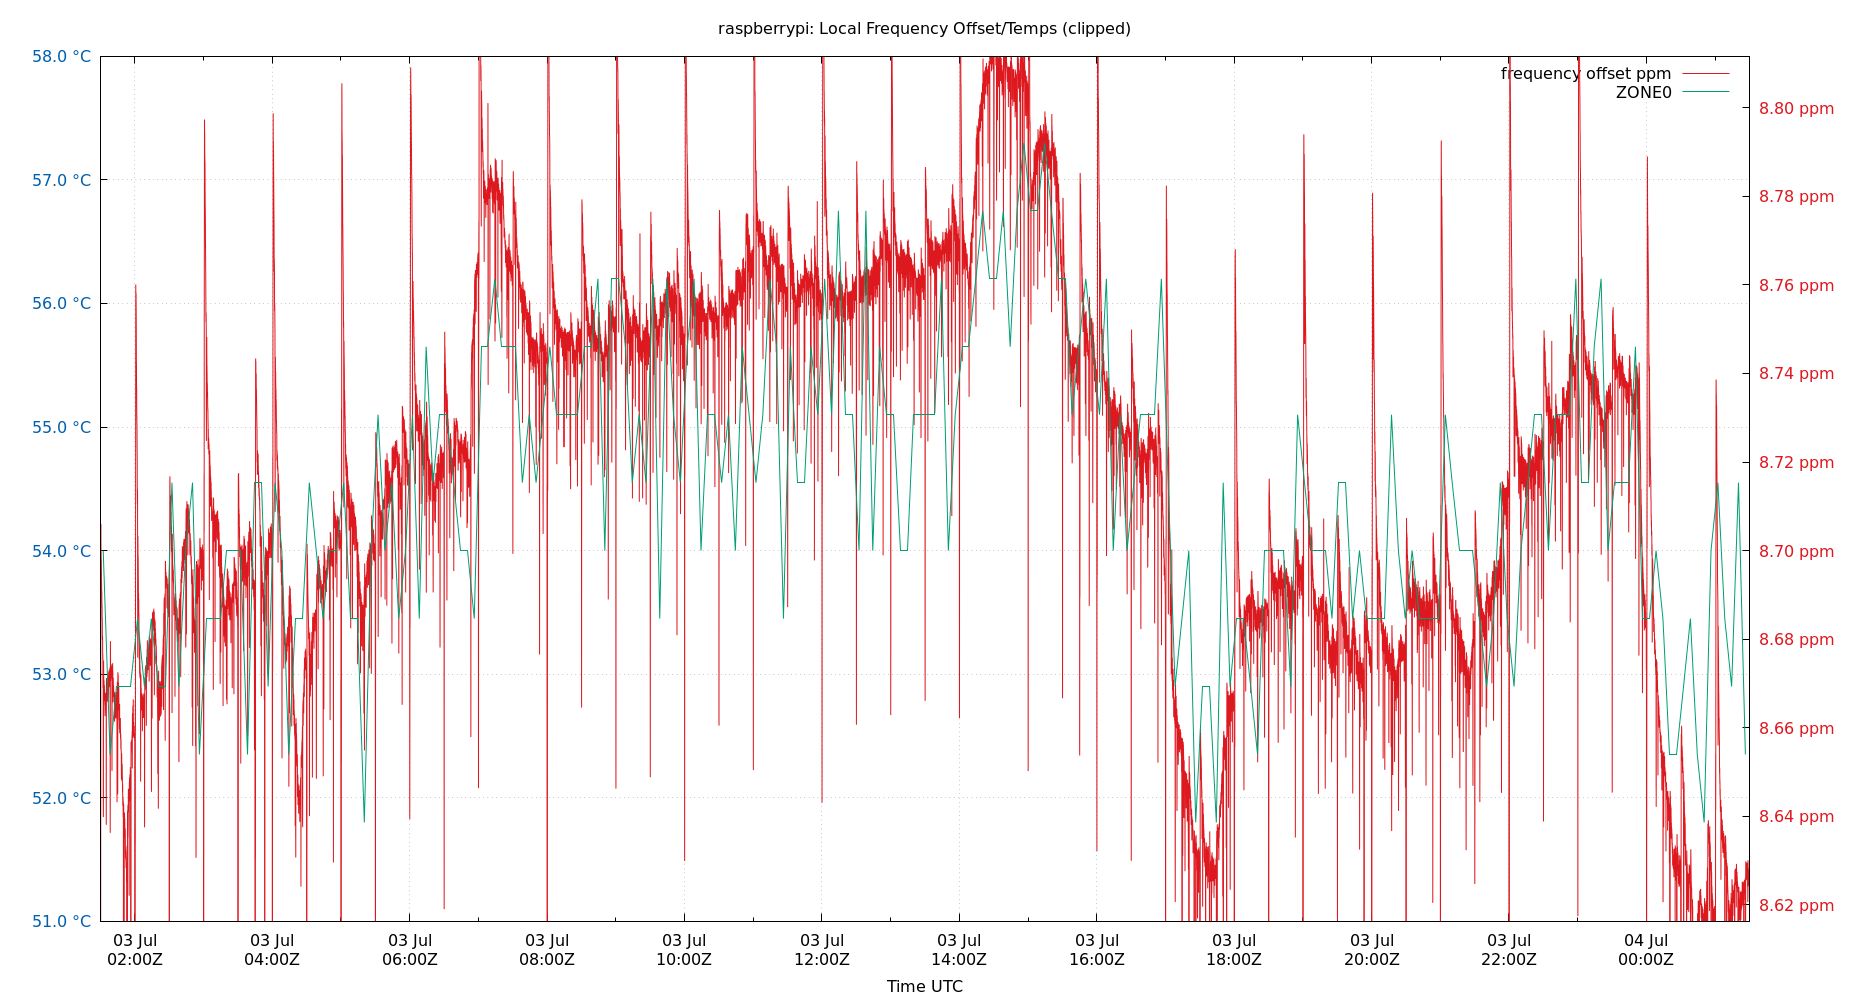 raspberrypi: Local Frequency Offset/Temps (clipped)
58.0 °C
57.0 °C
56.0 °C
55.0 °C
54.0 °C
53.0 °C
52.0 °C
51.0 °C
frequency offset ppm
ZONE0
8.80 ppm
8.78 ppm
8.76 ppm
8.74 ppm
8.72 ppm
8.70 ppm
8.68 ppm
8.66 ppm
8.64 ppm
8.62 ppm
03 Jul 03 Jul 03 Jul 03 Jul 03 Jul 03 Jul 03 Jul 03 Jul 03 Jul 03 Jul 03 Jul 04 Jul
02:00Z 04:00Z 06:00Z 08:00Z 10:00Z 12:00Z 14:00Z 16:00Z 18:00Z 20:00Z 22:00Z 00:00Z
Time UTC